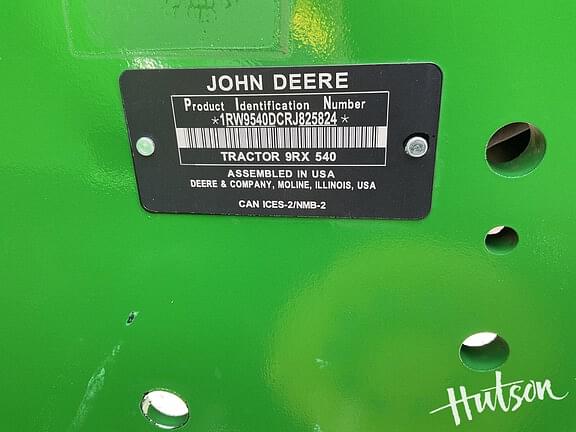 JOHN DEERE
Product Identification Number
*1RW9540DCRJ825824*
TRACTOR 9RX 540
ASSEMBLED IN USA
DEERE & COMPANY, MOLINE, ILLINOIS, USA
CAN ICES-2/NMB-2
Hutson